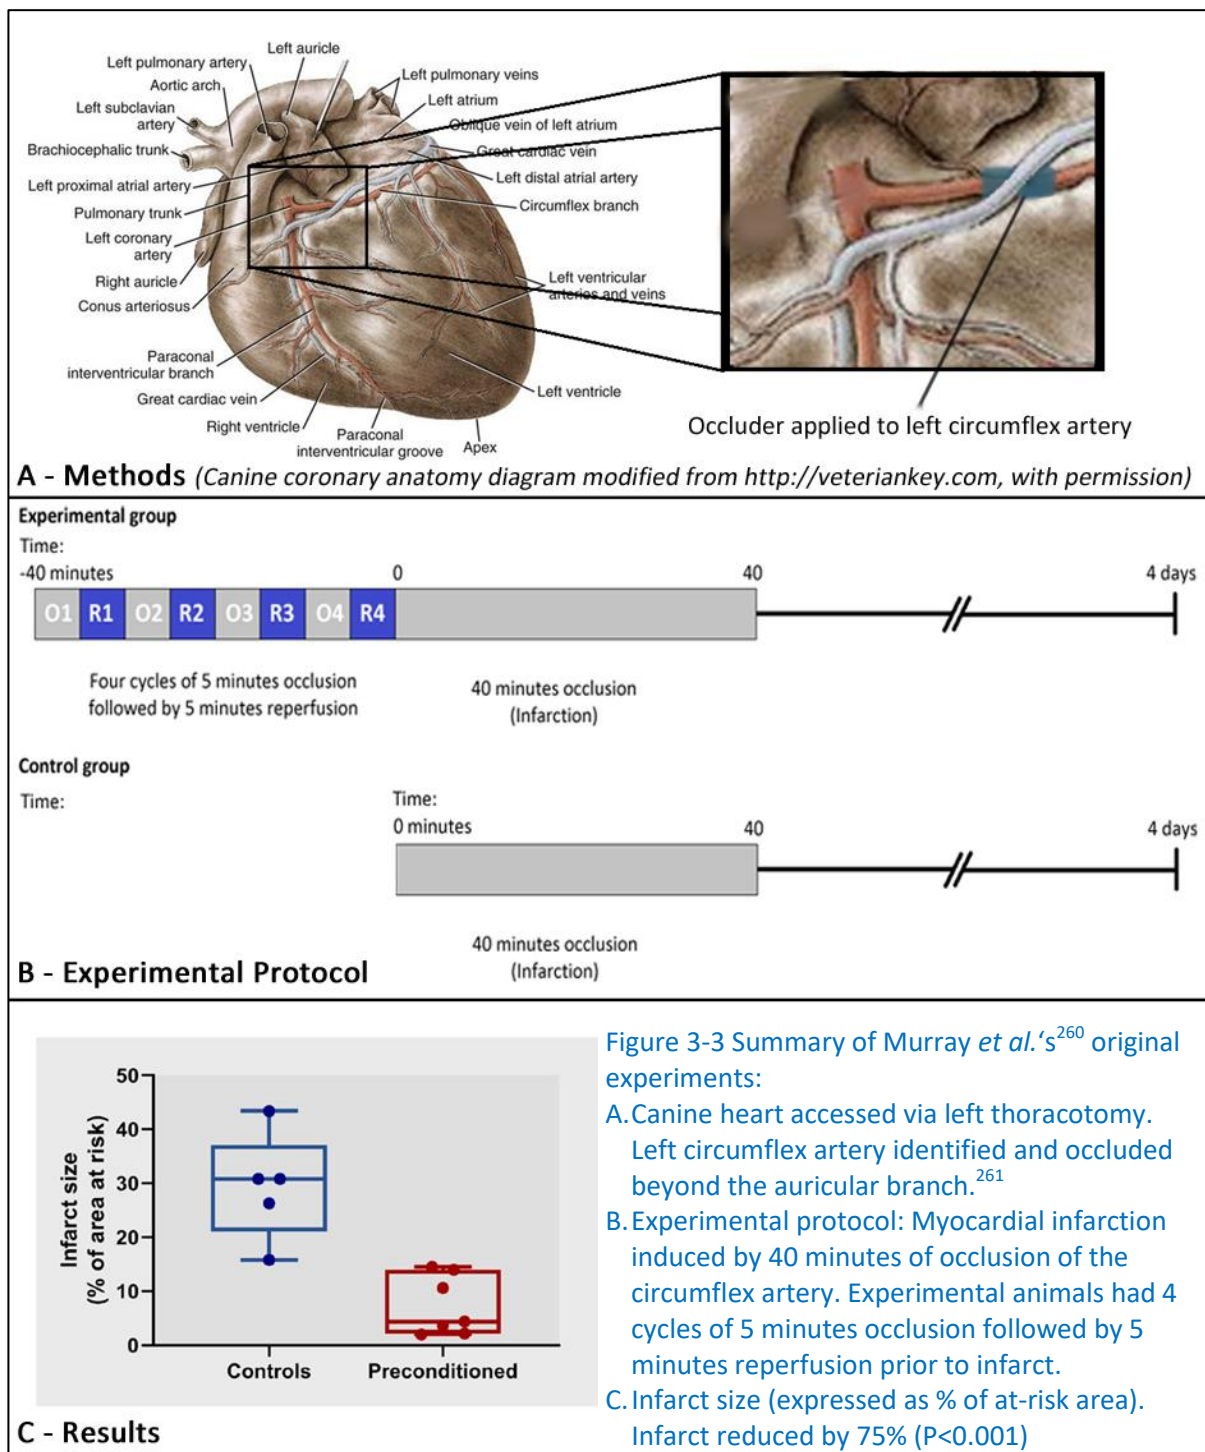 Left auricle
Left pulmonary artery
Aortic arch
Left subclavian
artery
Brachiocephalic trunk
Left proximal atrial artery
Pulmonary trunk
Left coronary
artery
Right auricle
Conus arteriosus
Paraconal
interventricular branch
Great cardiac vein
Right ventricle
Paraconal
interventricular groove
Apex
Left pulmonary veins
Left atrium
Oblique vein of left atrium
Great cardiac vein
Left distal atrial artery
Circumflex branch
Left ventricular
arteries and veins
Left ventricle
Occluder applied to left circumflex artery
A - Methods (Canine coronary anatomy diagram modified from http://veteriankey.com, with permission)
Experimental group
Time:
-40 minutes 0 40 4 days
O1 R1 O2 R2 O3 R3 O4 R4
Four cycles of 5 minutes occlusion
followed by 5 minutes reperfusion
40 minutes occlusion
(Infarction)
Control group
Time:
Time:
0 minutes 40 4 days
40 minutes occlusion
(Infarction)
B - Experimental Protocol
Infarct size
(% of area at risk)
50
40
30
20
10
0
Controls Preconditioned
C - Results
Figure 3-3 Summary of Murray et al.‘s260 original
experiments:
A. Canine heart accessed via left thoracotomy.
Left circumflex artery identified and occluded
beyond the auricular branch.261
B. Experimental protocol: Myocardial infarction
induced by 40 minutes of occlusion of the
circumflex artery. Experimental animals had 4
cycles of 5 minutes occlusion followed by 5
minutes reperfusion prior to infarct.
C. Infarct size (expressed as % of at-risk area).
Infarct reduced by 75% (P<0.001)